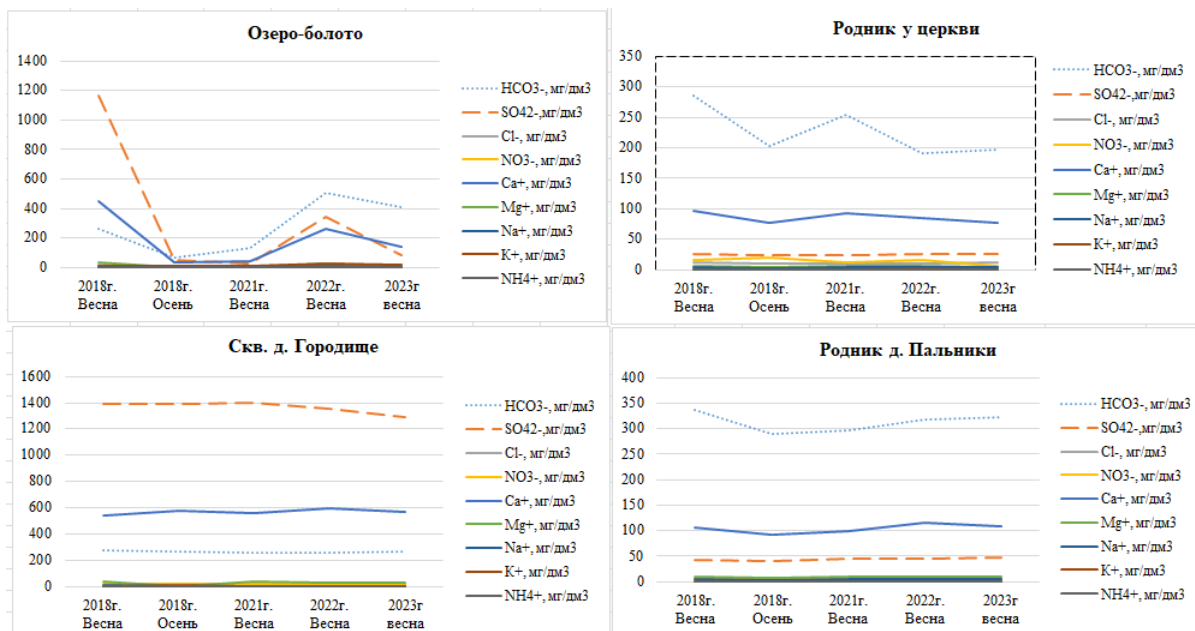 Озеро-болото
1400
1200
1000
800
600
400
200
0
2018г. Весна
2018г. Осень
2021г. Весна
2022г. Весна
2023г весна
HCO3-, мг/дм3
SO42-,мг/дм3
Cl-, мг/дм3
NO3-, мг/дм3
Ca+, мг/дм3
Mg+, мг/дм3
Na+, мг/дм3
K+, мг/дм3
NH4+, мг/дм3
Родник у церкви
350
300
250
200
150
100
50
0
2018г. Весна
2018г. Осень
2021г. Весна
2022г. Весна
2023г весна
HCO3-, мг/дм3
SO42-,мг/дм3
Cl-, мг/дм3
NO3-, мг/дм3
Ca+, мг/дм3
Mg+, мг/дм3
Na+, мг/дм3
K+, мг/дм3
NH4+, мг/дм3
Скв. д. Городище
1600
1400
1200
1000
800
600
400
200
0
2018г. Весна
2018г. Осень
2021г. Весна
2022г. Весна
2023г весна
HCO3-, мг/дм3
SO42-,мг/дм3
Cl-, мг/дм3
NO3-, мг/дм3
Ca+, мг/дм3
Mg+, мг/дм3
Na+, мг/дм3
K+, мг/дм3
NH4+, мг/дм3
Родник д. Пальники
400
350
300
250
200
150
100
50
0
2018г. Весна
2018г. Осень
2021г. Весна
2022г. Весна
2023г весна
HCO3-, мг/дм3
SO42-,мг/дм3
Cl-, мг/дм3
NO3-, мг/дм3
Ca+, мг/дм3
Mg+, мг/дм3
Na+, мг/дм3
K+, мг/дм3
NH4+, мг/дм3